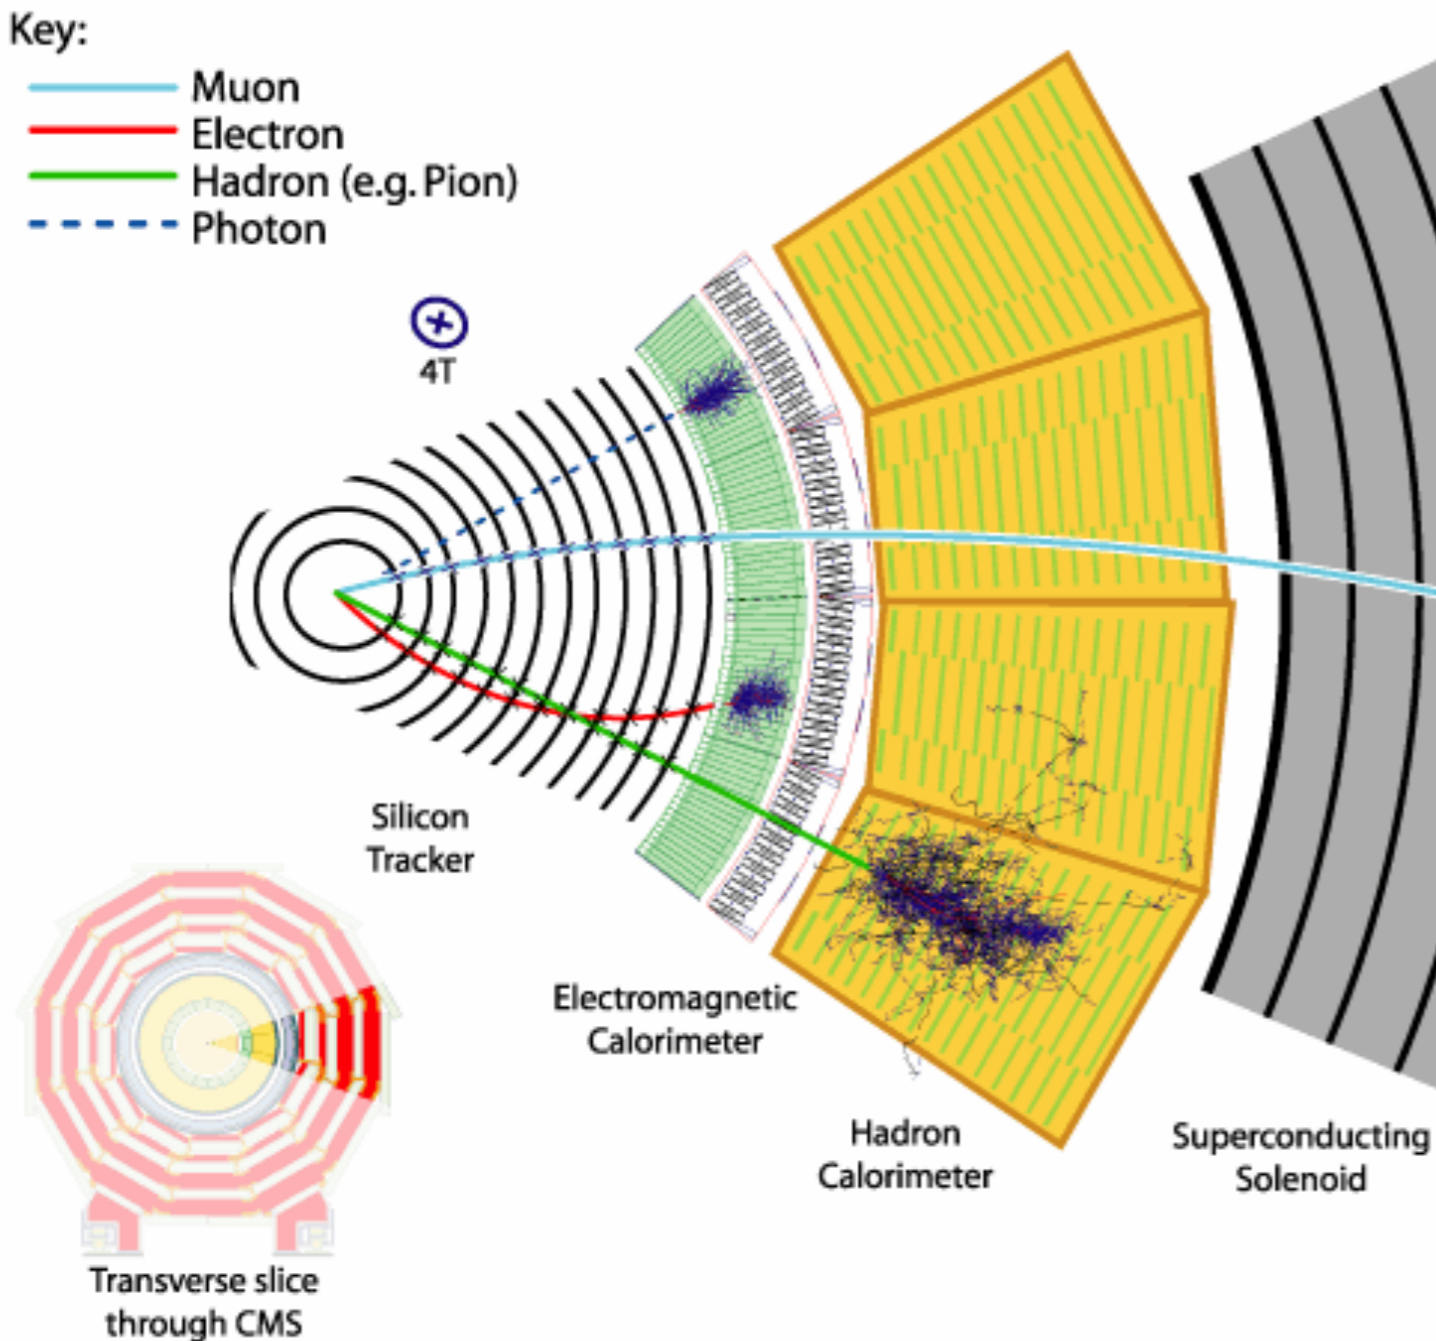 Key:
Muon
Electron
Hadron (e.g. Pion)
Photon
4T
Silicon
Tracker
Electromagnetic
Calorimeter
Hadron
Calorimeter
Superconducting
Solenoid
Transverse slice
through CMS